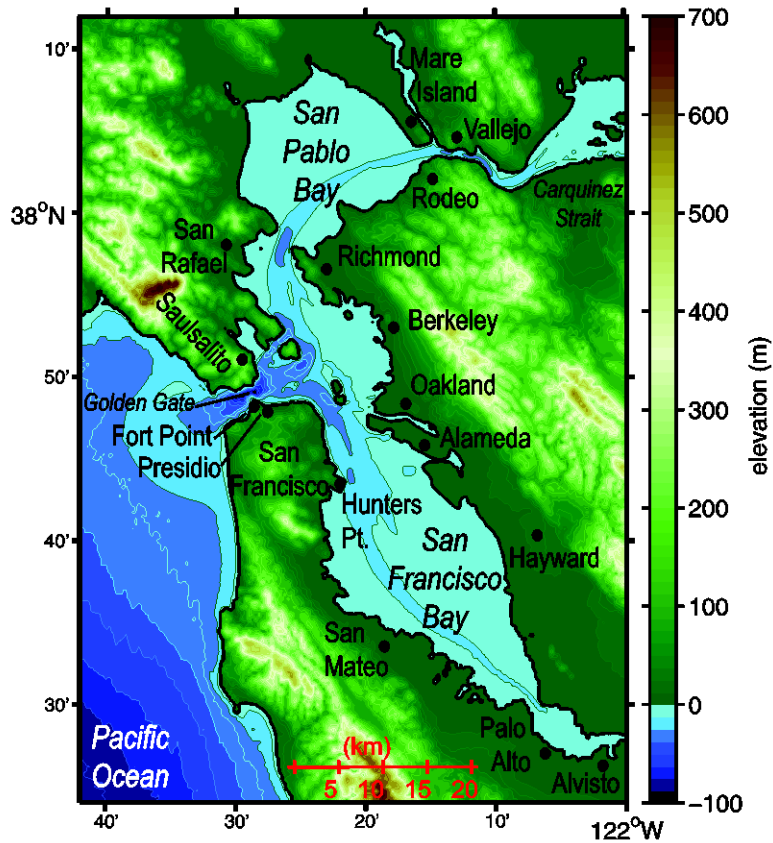 10'
Mare
Island
San
Pablo
Bay
Vallejo
Carquinez
Strait
Rodeo
38°N
San
Rafael
Richmond
Saulsalito
Berkeley
50'
Golden Gate
Oakland
Fort Point
Presidio
Alameda
San
Francisco
Hunters
Pt.
40'
San
Francisco
Bay
Hayward
San
Mateo
30'
Pacific
Ocean
(km)
5 10 15 20
Palo
Alto
Alvisto
40' 30' 20' 10' 122°W
700
600
500
400
300
200
100
0
−100
elevation (m)